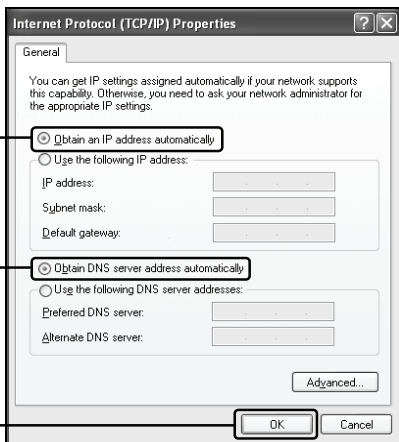 Internet Protocol (TCP/IP) Properties
General
You can get IP settings assigned automatically if your network supports
this capability. Otherwise, you need to ask your network administrator for
the appropriate IP settings.
Obtain an IP address automatically
Use the following IP address:
IP address:
Subnet mask:
Default gateway:
Obtain DNS server address automatically
Use the following DNS server addresses:
Preferred DNS server:
Alternate DNS server:
Advanced...
OK
Cancel